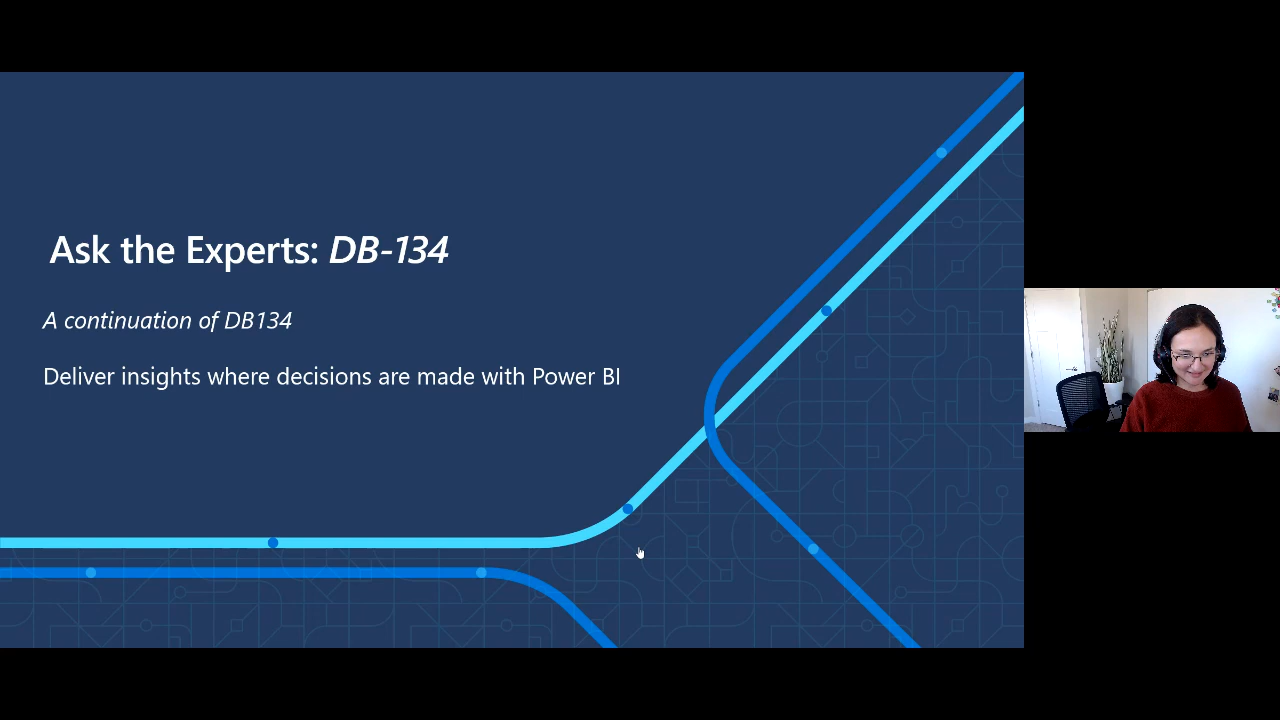 Ask the Experts: DB-134
A continuation of DB134
Deliver insights where decisions are made with Power BI